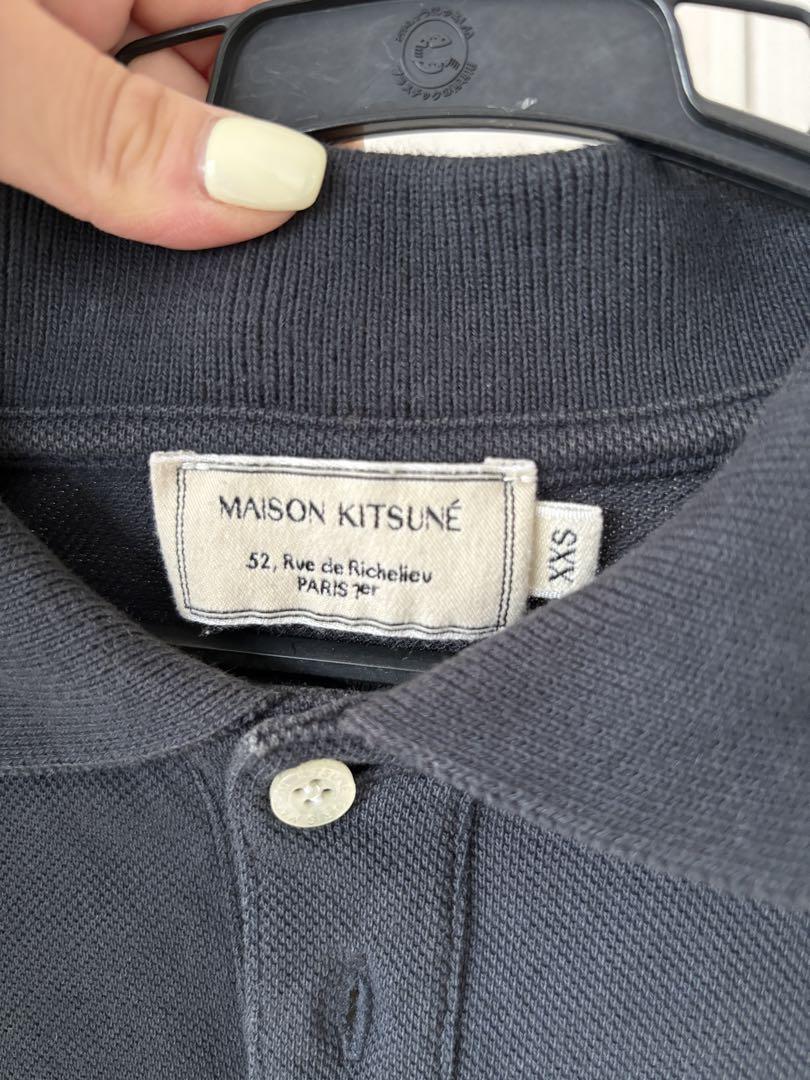 MAISON KITSUNÉ
52, Rue de Richelieu
PARIS 1er
XXS